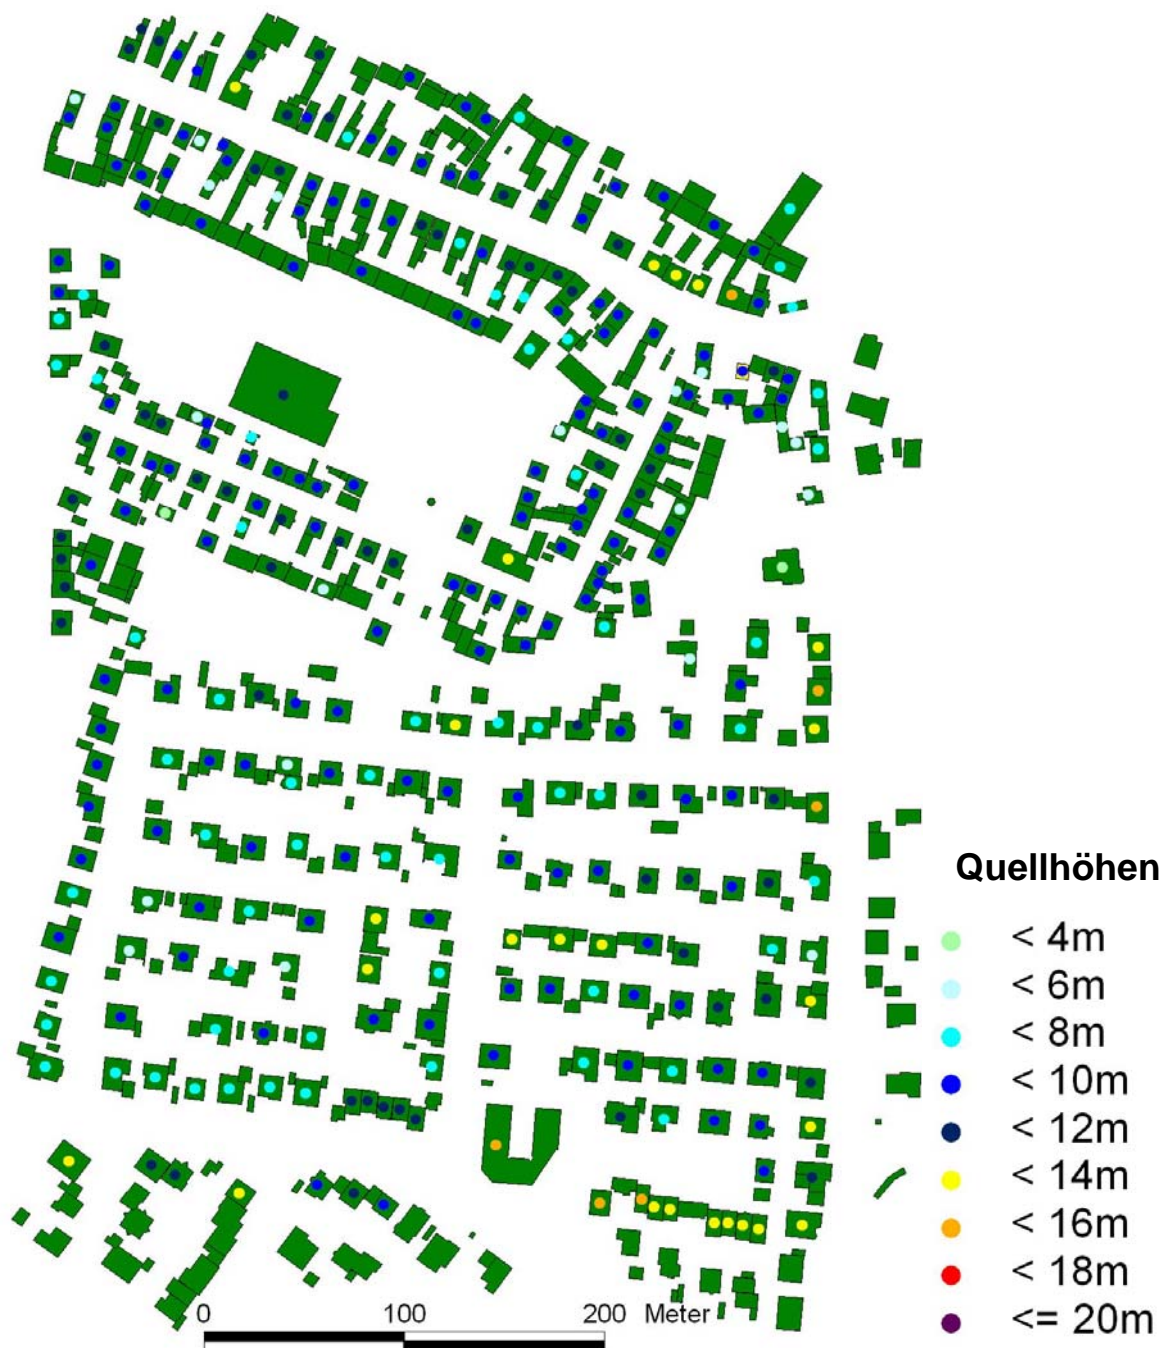 Quellhöhen
< 4m
< 6m
< 8m
< 10m
< 12m
< 14m
< 16m
< 18m
<= 20m
0 100 200 Meter